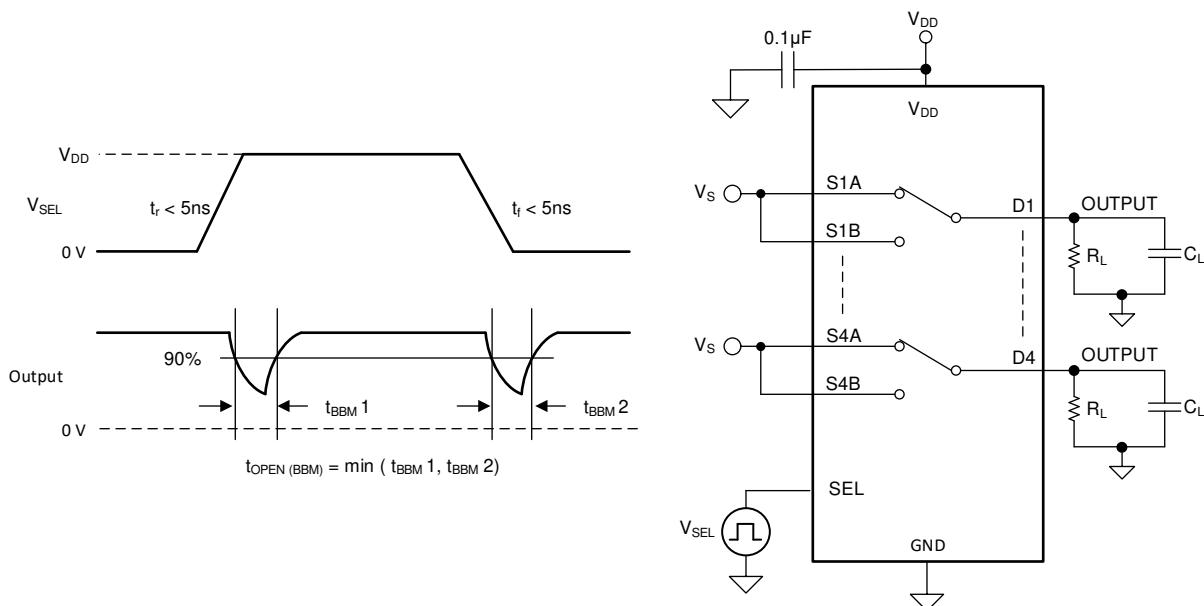 V_DD
V_SEL
t_r < 5ns
t_f < 5ns
0 V
90%
Output
t_BBM 1
t_BBM 2
0 V
t_OPEN (BBM) = min ( t_BBM 1, t_BBM 2)
V_DD
0.1µF
V_DD
V_S
S1A
D1
OUTPUT
S1B
R_L
C_L
V_S
S4A
D4
OUTPUT
S4B
R_L
C_L
SEL
V_SEL
GND